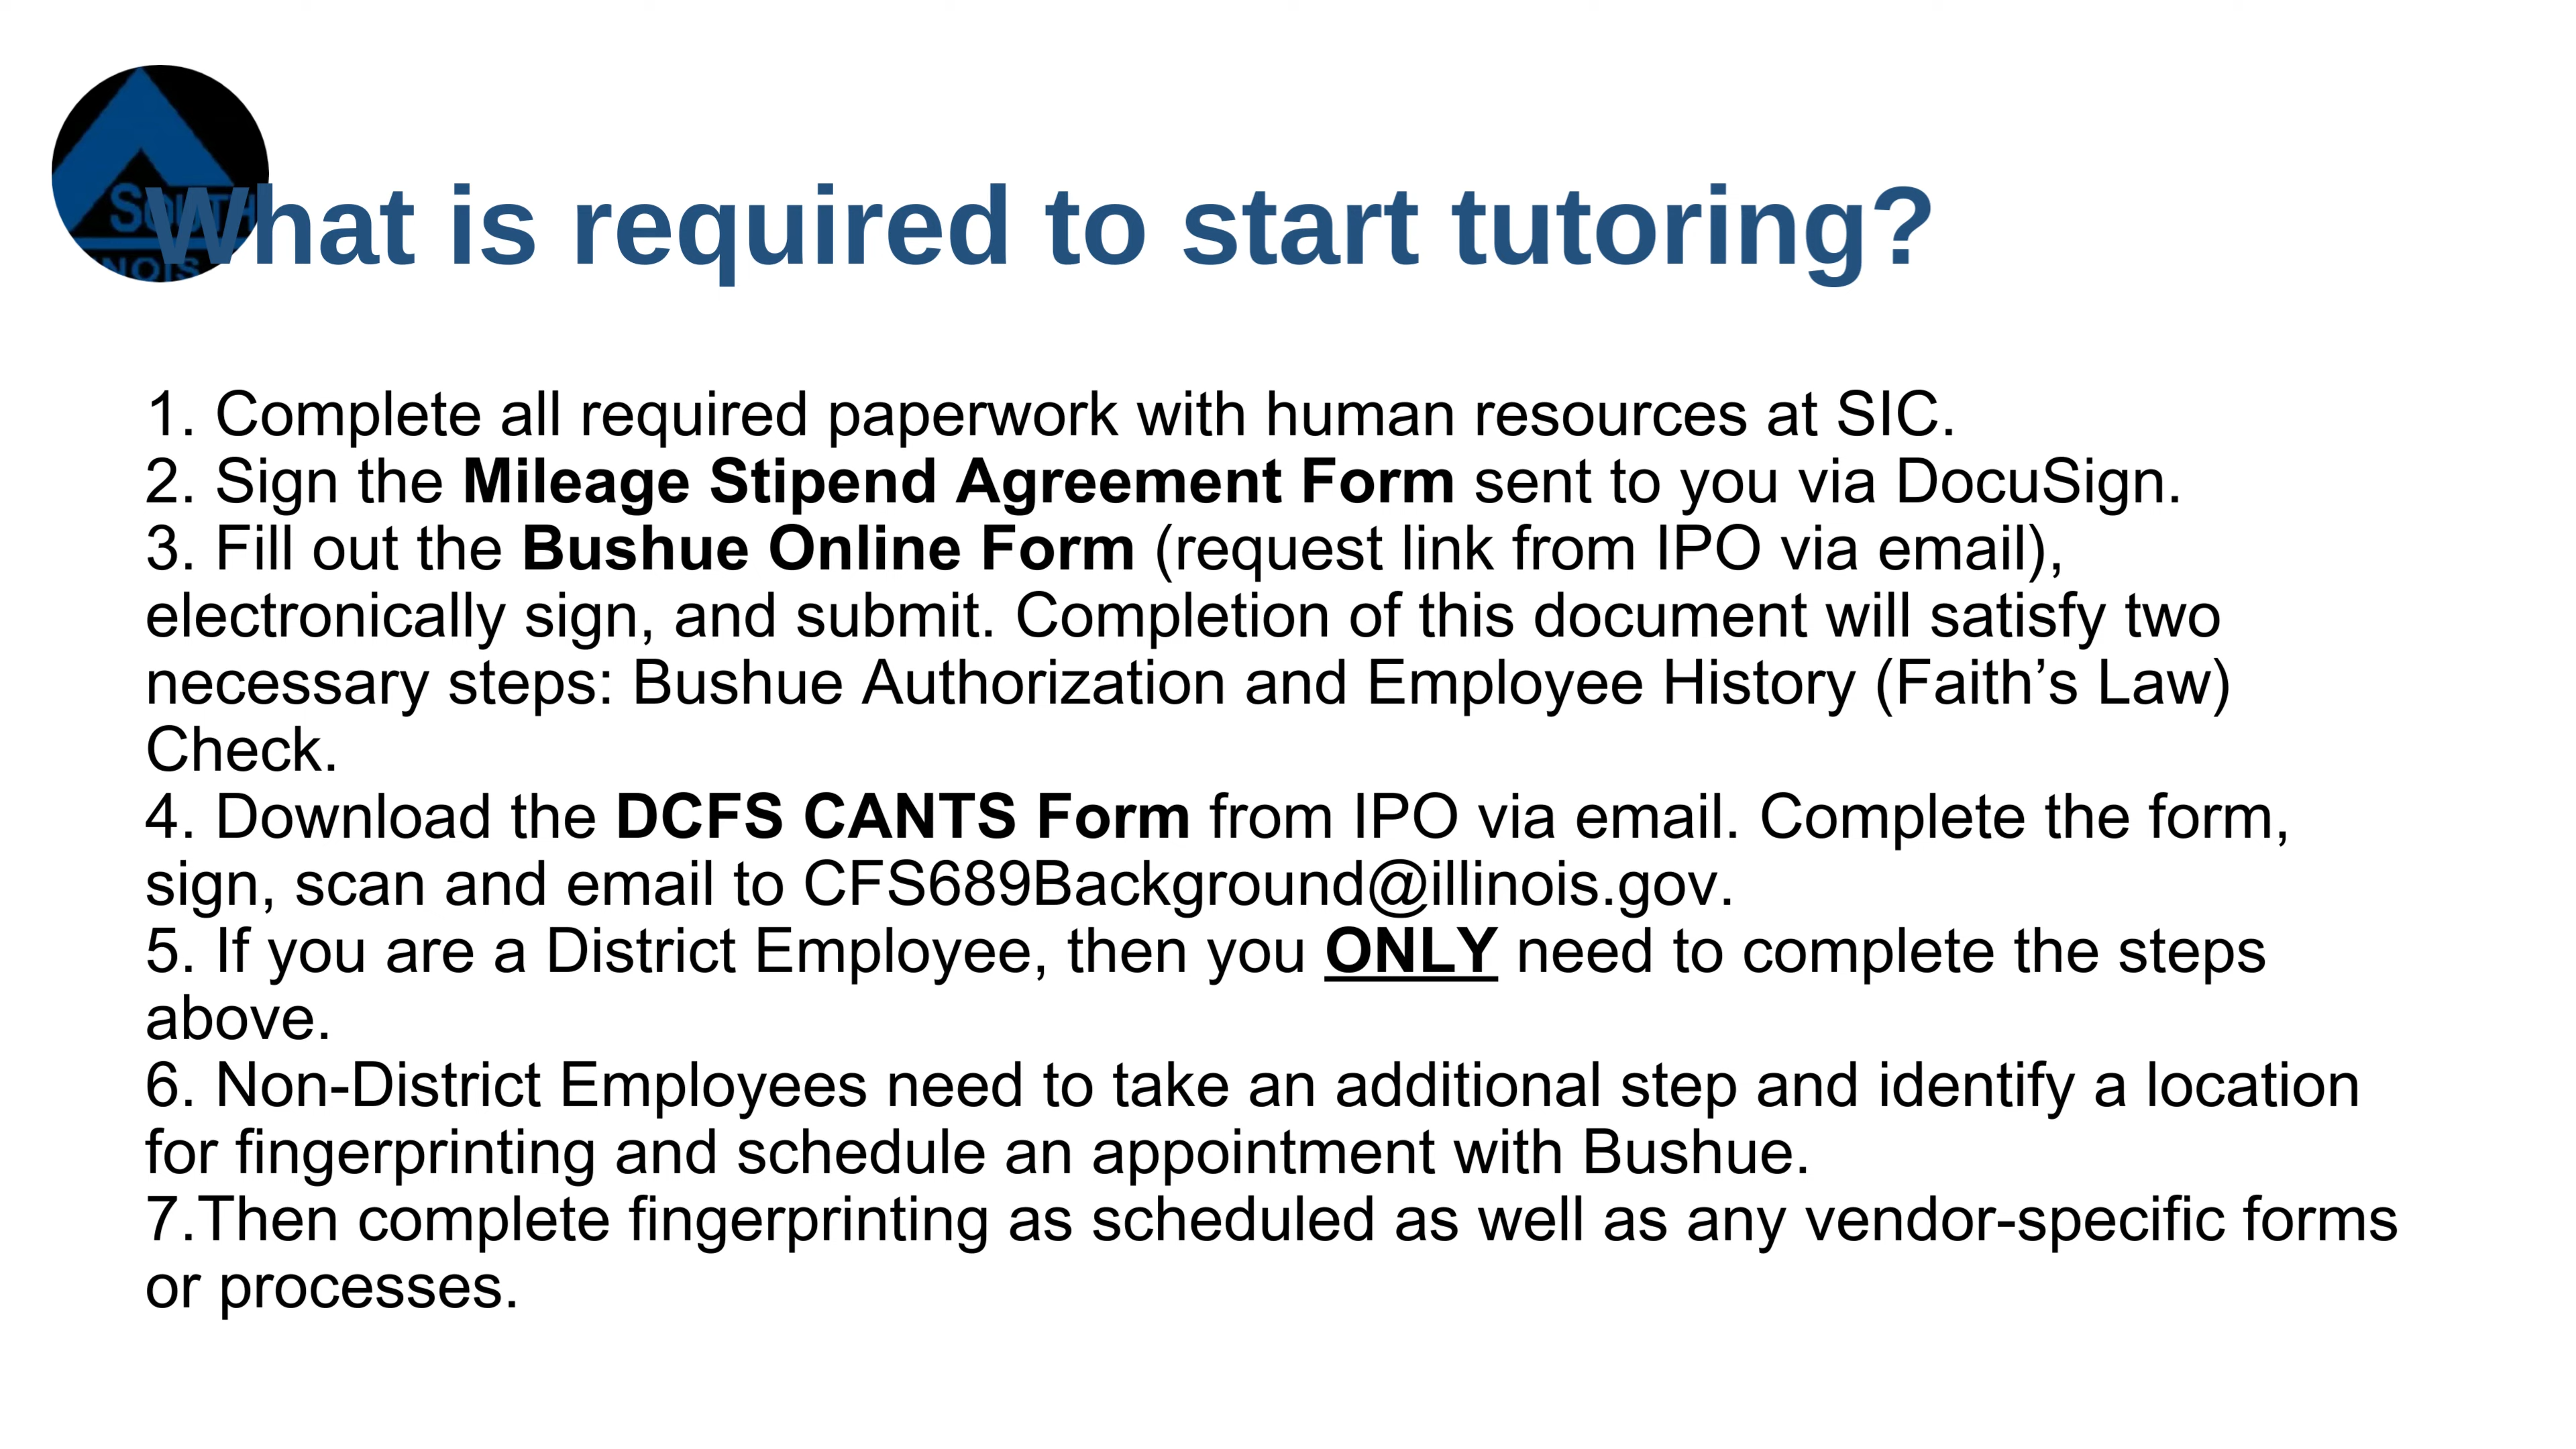 SOUTH
What is required to start tutoring?
1. Complete all required paperwork with human resources at SIC.
2. Sign the Mileage Stipend Agreement Form sent to you via DocuSign.
3. Fill out the Bushue Online Form (request link from IPO via email),
electronically sign, and submit. Completion of this document will satisfy two
necessary steps: Bushue Authorization and Employee History (Faith’s Law)
Check.
4. Download the DCFS CANTS Form from IPO via email. Complete the form,
sign, scan and email to CFS689Background@illinois.gov.
5. If you are a District Employee, then you ONLY need to complete the steps
above.
6. Non-District Employees need to take an additional step and identify a location
for fingerprinting and schedule an appointment with Bushue.
7.Then complete fingerprinting as scheduled as well as any vendor-specific forms
or processes.